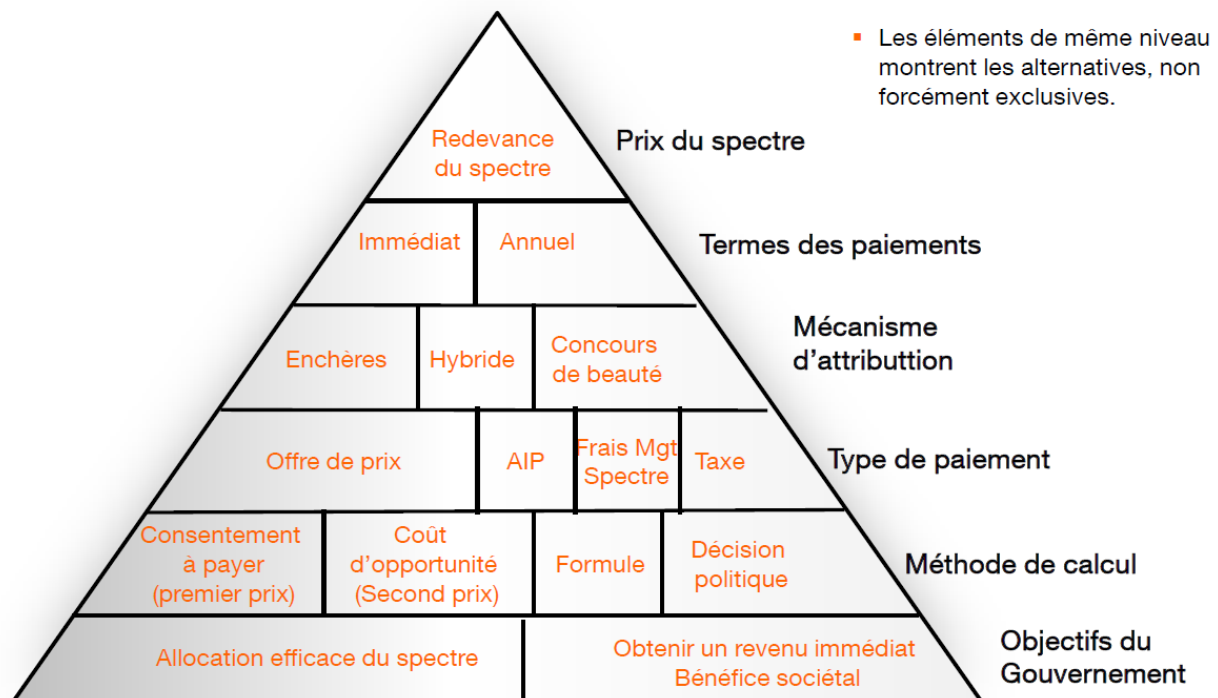 ▪ Les éléments de même niveau
montrent les alternatives, non
forcément exclusives.
Redevance
du spectre
Prix du spectre
Immédiat
Annuel
Termes des paiements
Enchères
Hybride
Concours
de beauté
Mécanisme
d'attributtion
Offre de prix
AIP
Frais Mgt
Spectre
Taxe
Type de paiement
Consentement
à payer
(premier prix)
Coût
d'opportunité
(Second prix)
Formule
Décision
politique
Méthode de calcul
Allocation efficace du spectre
Obtenir un revenu immédiat
Bénéfice sociétal
Objectifs du
Gouvernement